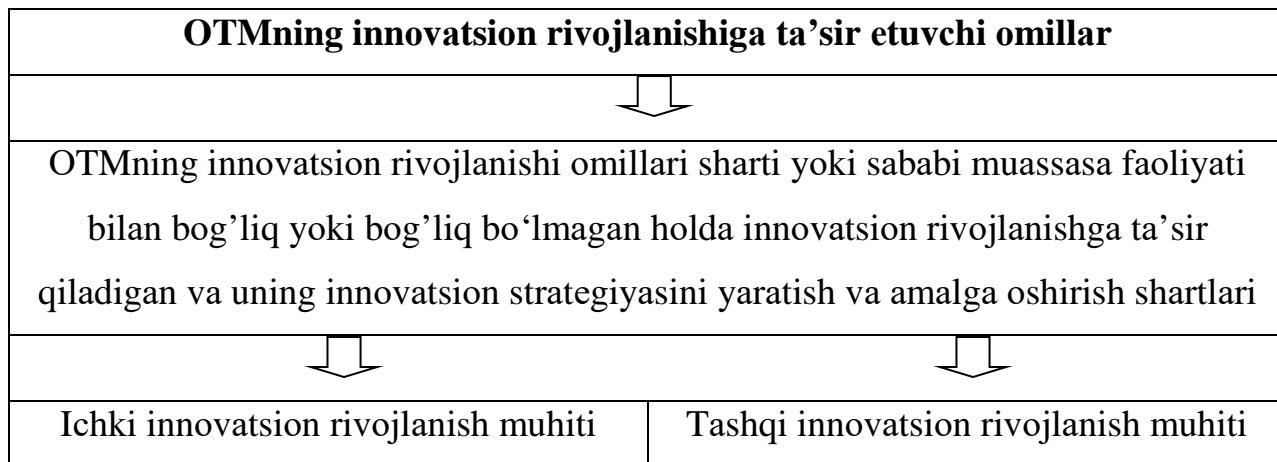 OTMning innovatsion rivojlanishiga ta’sir etuvchi omillar
OTMning innovatsion rivojlanishi omillari sharti yoki sababi muassasa faoliyati
bilan bog’liq yoki bog’liq bo‘lmagan holda innovatsion rivojlanishga ta’sir
qiladigan va uning innovatsion strategiyasini yaratish va amalga oshirish shartlari
Ichki innovatsion rivojlanish muhiti
Tashqi innovatsion rivojlanish muhiti